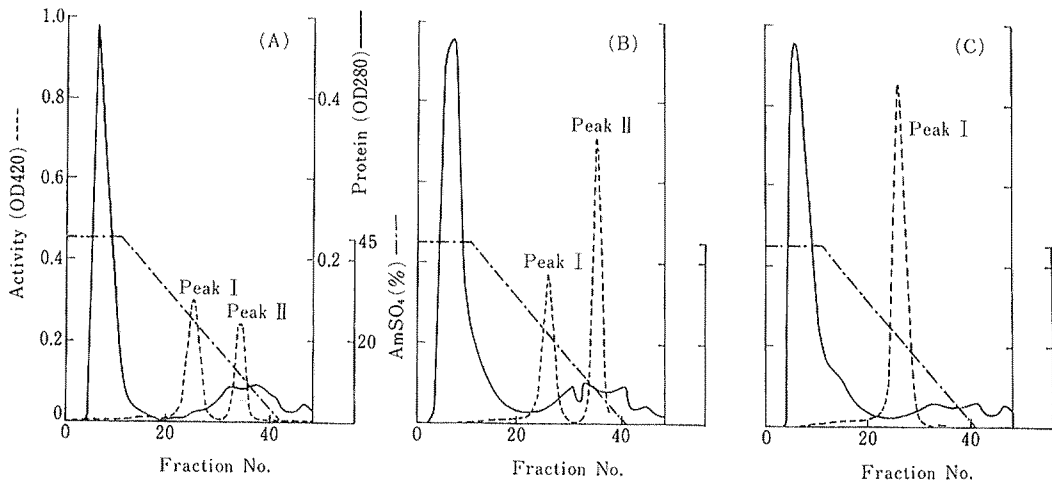 (A)
1.0
0.8
0.6
0.4
0.2
0
Activity (OD420)
0.4
0.2
Protein (OD280)
45
20
AmSO₄(%)
Peak I
Peak II
0
20
40
Fraction No.
(B)
Peak I
Peak II
20
40
Fraction No.
(C)
Peak I
0
20
40
Fraction No.